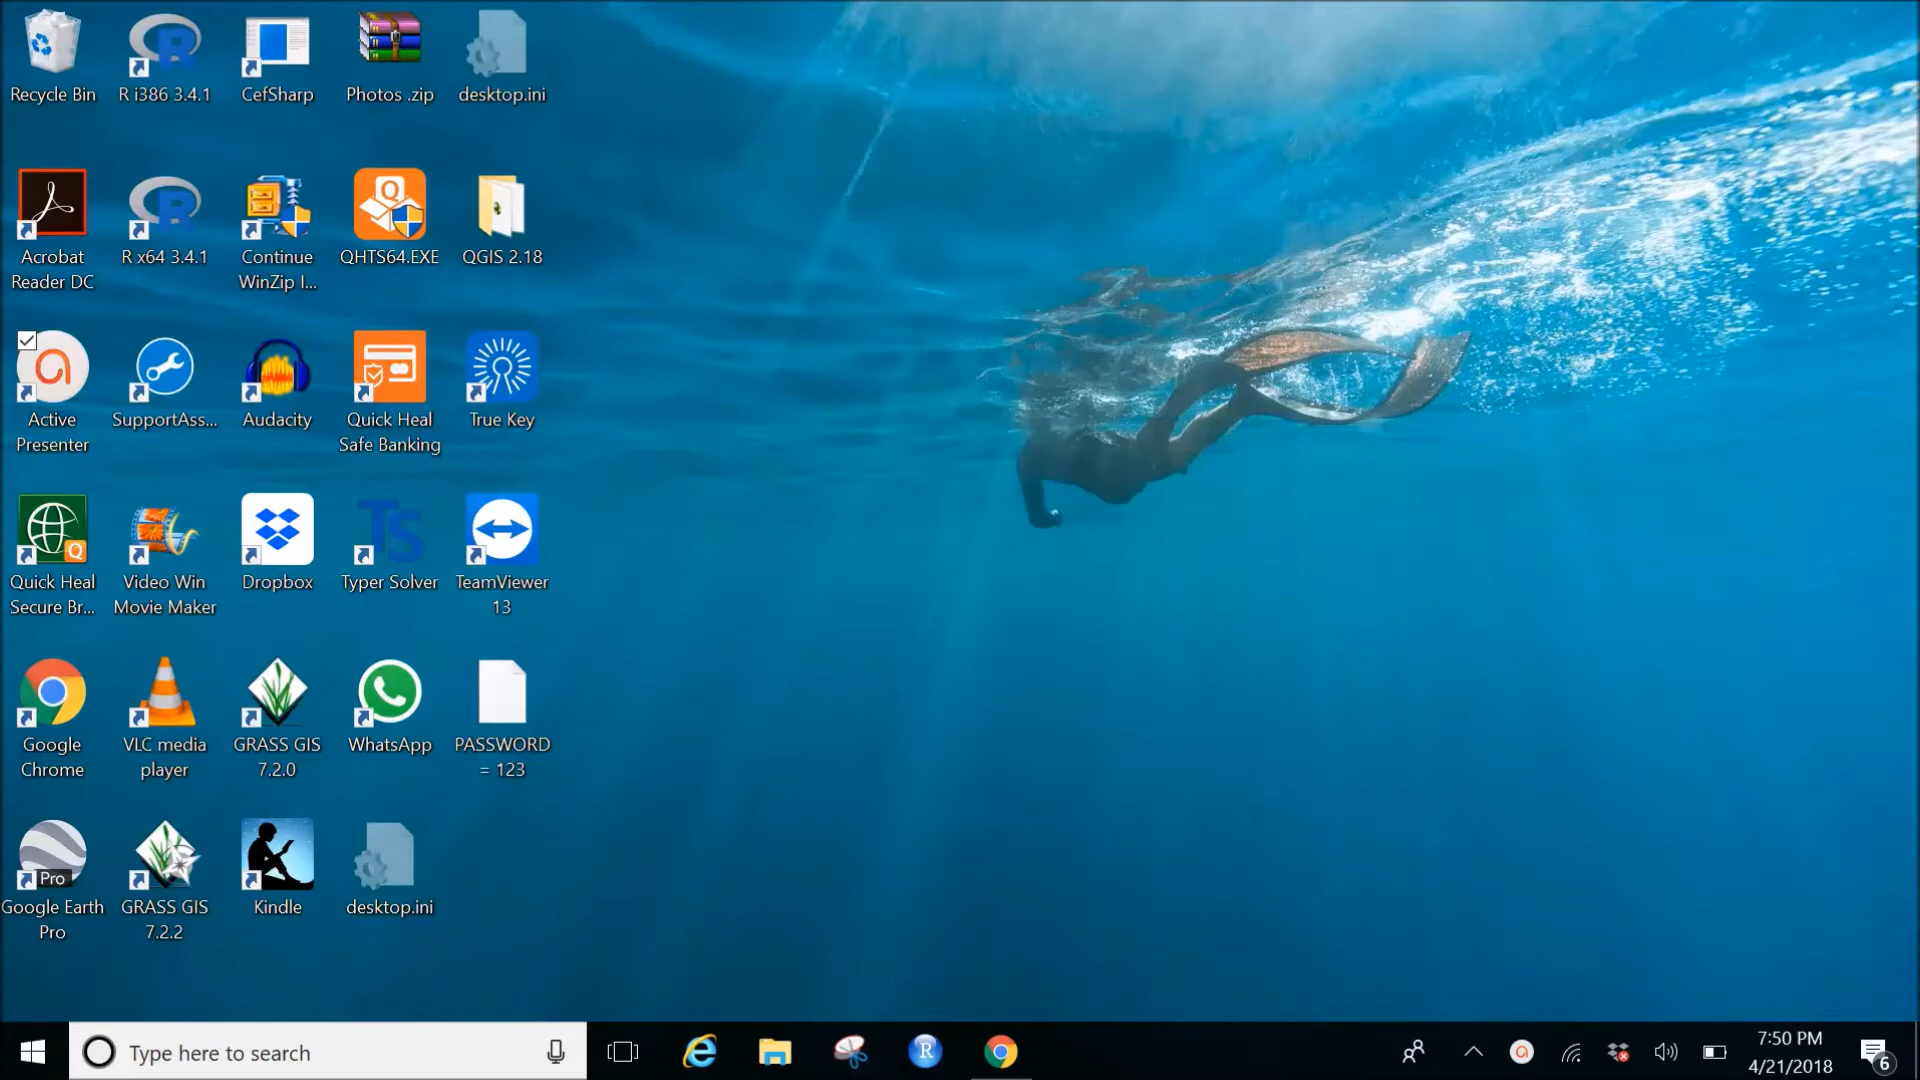 Recycle Bin
R i386 3.4.1
CefSharp
Photos .zip
desktop.ini
Acrobat
Reader DC
R x64 3.4.1
Continue
WinZip I...
QHTS64.EXE
QGIS 2.18
Active
Presenter
SupportAss...
Audacity
Quick Heal
Safe Banking
True Key
Quick Heal
Secure Br...
Video Win
Movie Maker
Dropbox
TS
Typer Solver
TeamViewer
13
Google
Chrome
VLC media
player
GRASS GIS
7.2.0
WhatsApp
PASSWORD
= 123
Pro
Google Earth
Pro
GRASS GIS
7.2.2
Kindle
desktop.ini
Type here to search
7:50 PM
4/21/2018
6